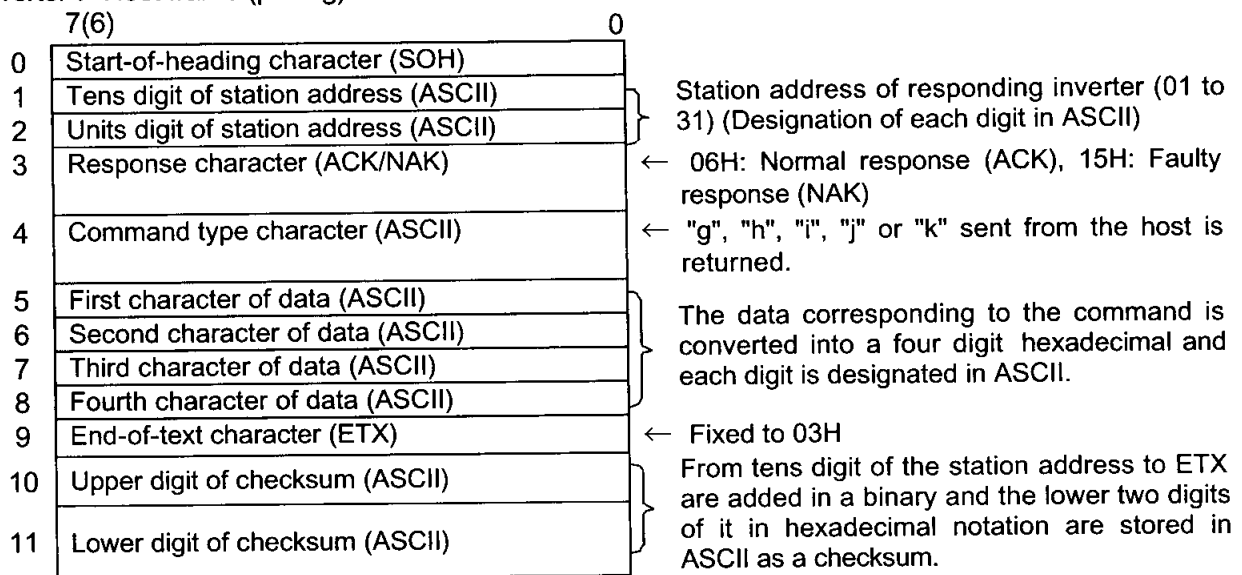 7(6) 0
0 Start-of-heading character (SOH)
1 Tens digit of station address (ASCII)
2 Units digit of station address (ASCII)
Station address of responding inverter (01 to
31) (Designation of each digit in ASCII)
3 Response character (ACK/NAK)
← 06H: Normal response (ACK), 15H: Faulty
response (NAK)
4 Command type character (ASCII)
← "g", "h", "i", "j" or "k" sent from the host is
returned.
5 First character of data (ASCII)
6 Second character of data (ASCII)
7 Third character of data (ASCII)
8 Fourth character of data (ASCII)
The data corresponding to the command is
converted into a four digit hexadecimal and
each digit is designated in ASCII.
9 End-of-text character (ETX)
← Fixed to 03H
10 Upper digit of checksum (ASCII)
11 Lower digit of checksum (ASCII)
From tens digit of the station address to ETX
are added in a binary and the lower two digits
of it in hexadecimal notation are stored in
ASCII as a checksum.